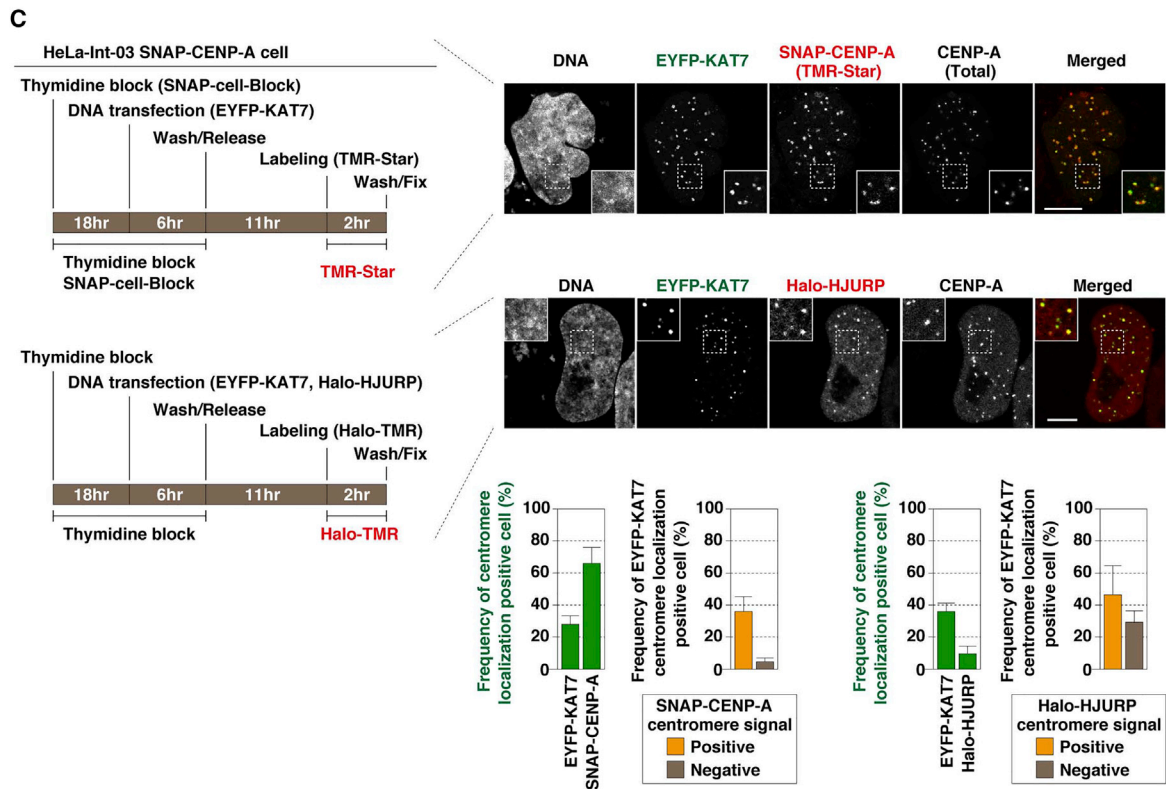 C
HeLa-Int-03 SNAP-CENP-A cell
Thymidine block (SNAP-cell-Block)
DNA transfection (EYFP-KAT7)
Wash/Release
Labeling (TMR-Star)
Wash/Fix
18hr 6hr 11hr 2hr
Thymidine block
SNAP-cell-Block
TMR-Star
DNA EYFP-KAT7 SNAP-CENP-A
(TMR-Star) CENP-A
(Total) Merged
Thymidine block
DNA transfection (EYFP-KAT7, Halo-HJURP)
Wash/Release
Labeling (Halo-TMR)
Wash/Fix
18hr 6hr 11hr 2hr
Thymidine block
Halo-TMR
DNA EYFP-KAT7 Halo-HJURP CENP-A Merged
Frequency of centromere
localization positive cell (%)
100
80
60
40
20
0
EYFP-KAT7
SNAP-CENP-A
Frequency of EYFP-KAT7
centromere localization
positive cell (%)
100
80
60
40
20
0
SNAP-CENP-A
centromere signal
Positive
Negative
Frequency of centromere
localization positive cell (%)
100
80
60
40
20
0
EYFP-KAT7
Halo-HJURP
Frequency of EYFP-KAT7
centromere localization
positive cell (%)
100
80
60
40
20
0
Halo-HJURP
centromere signal
Positive
Negative